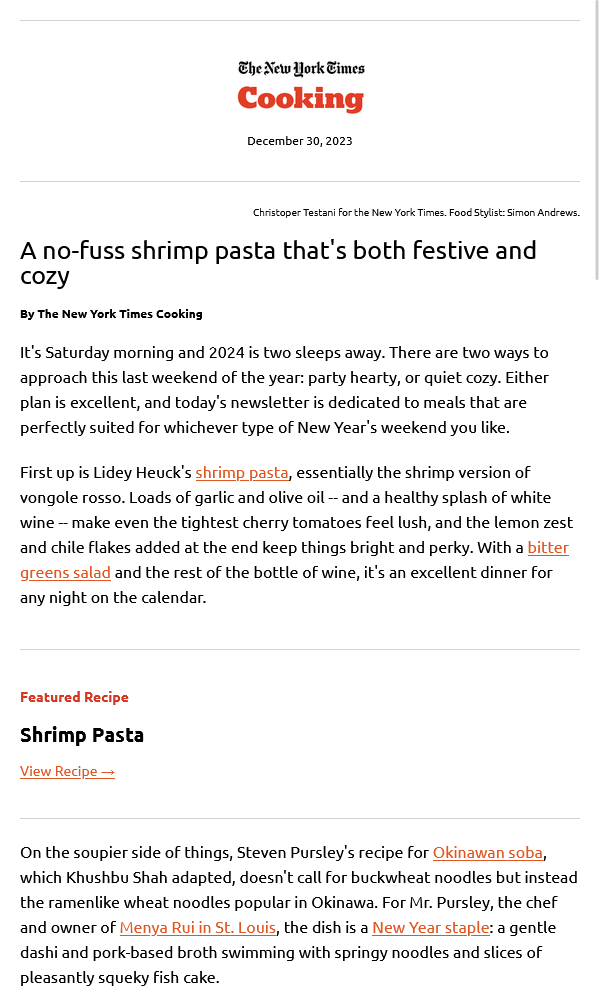 The New York Times
Cooking
December 30, 2023
Christoper Testani for the New York Times. Food Stylist: Simon Andrews.
A no-fuss shrimp pasta that's both festive and
cozy
By The New York Times Cooking
It's Saturday morning and 2024 is two sleeps away. There are two ways to
approach this last weekend of the year: party hearty, or quiet cozy. Either
plan is excellent, and today's newsletter is dedicated to meals that are
perfectly suited for whichever type of New Year's weekend you like.
First up is Lidey Heuck's shrimp pasta, essentially the shrimp version of
vongole rosso. Loads of garlic and olive oil -- and a healthy splash of white
wine -- make even the tightest cherry tomatoes feel lush, and the lemon zest
and chile flakes added at the end keep things bright and perky. With a bitter
greens salad and the rest of the bottle of wine, it's an excellent dinner for
any night on the calendar.
Featured Recipe
Shrimp Pasta
View Recipe →
On the soupier side of things, Steven Pursley's recipe for Okinawan soba,
which Khushbu Shah adapted, doesn't call for buckwheat noodles but instead
the ramenlike wheat noodles popular in Okinawa. For Mr. Pursley, the chef
and owner of Menya Rui in St. Louis, the dish is a New Year staple: a gentle
dashi and pork-based broth swimming with springy noodles and slices of
pleasantly squeky fish cake.